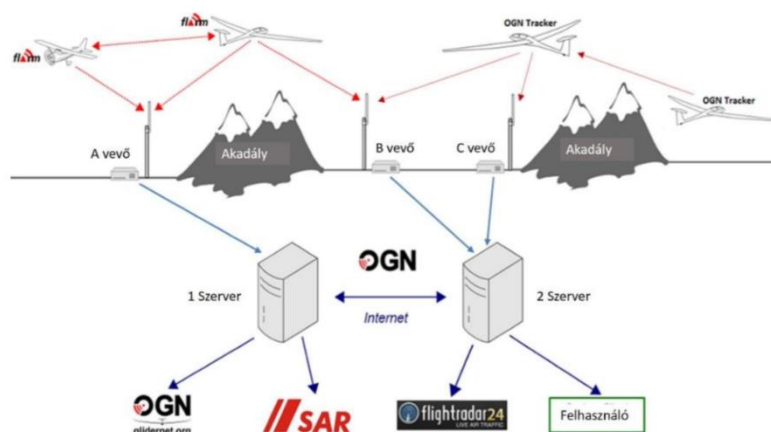 flarm
flarm
OGN Tracker
OGN Tracker
A vevő
Akadály
B vevő
C vevő
Akadály
OGN
1 Szerver
Internet
2 Szerver
OGN
glidernet.org
SAR
flightradar24
LIVE AIR TRAFFIC
Felhasználó